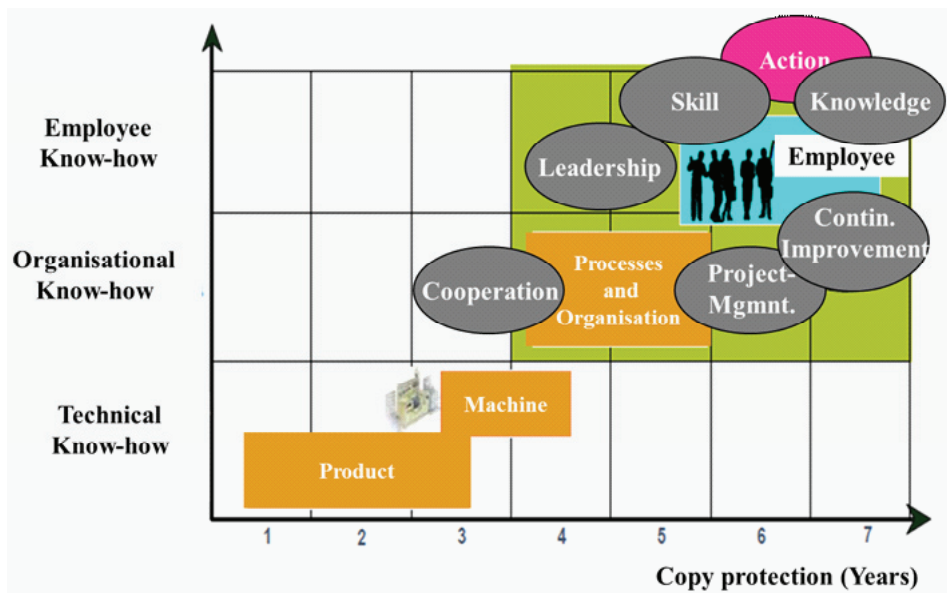 Action
Skill
Knowledge
Employee
Know-how
Leadership
Employee
Contin.
Improvement
Organisational
Know-how
Cooperation
Processes
and
Organisation
Project-
Mgmnt.
Technical
Know-how
Machine
Product
1 2 3 4 5 6 7
Copy protection (Years)